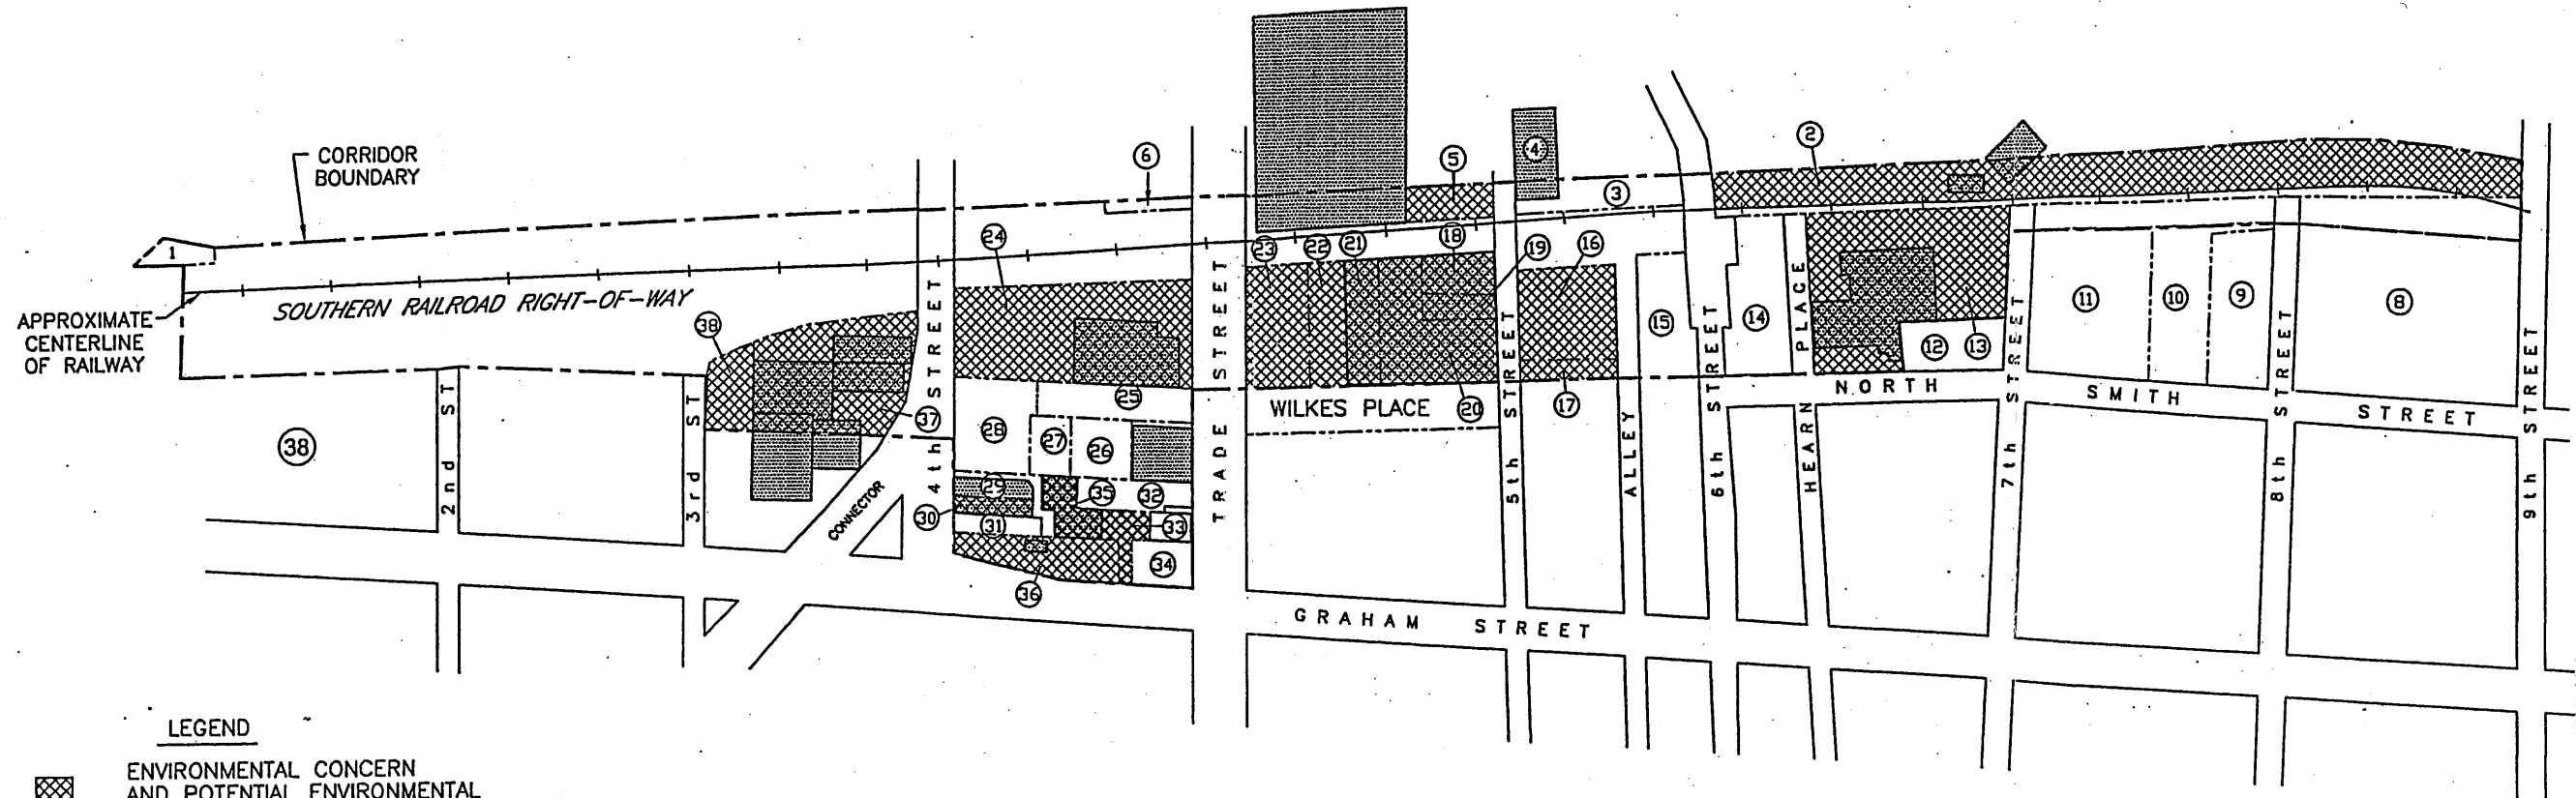 CORRIDOR
BOUNDARY
1
2
3
4
5
6
APPROXIMATE
CENTERLINE
OF RAILWAY
SOUTHERN RAILROAD RIGHT-OF-WAY
24
23
22
21
18
19
16
38
37
38
28
25
27
26
29
30
31
35
32
33
34
36
20
17
15
14
12
13
11
10
9
8
2nd ST
3rd ST
CONNECTOR
4th STREET
TRADE STREET
WILKES PLACE
5th STREET
ALLEY
6th STREET
HEARN PLACE
7th STREET
8th STREET
9th STREET
NORTH SMITH STREET
GRAHAM STREET
LEGEND
ENVIRONMENTAL CONCERN
AND POTENTIAL ENVIRONMENTAL